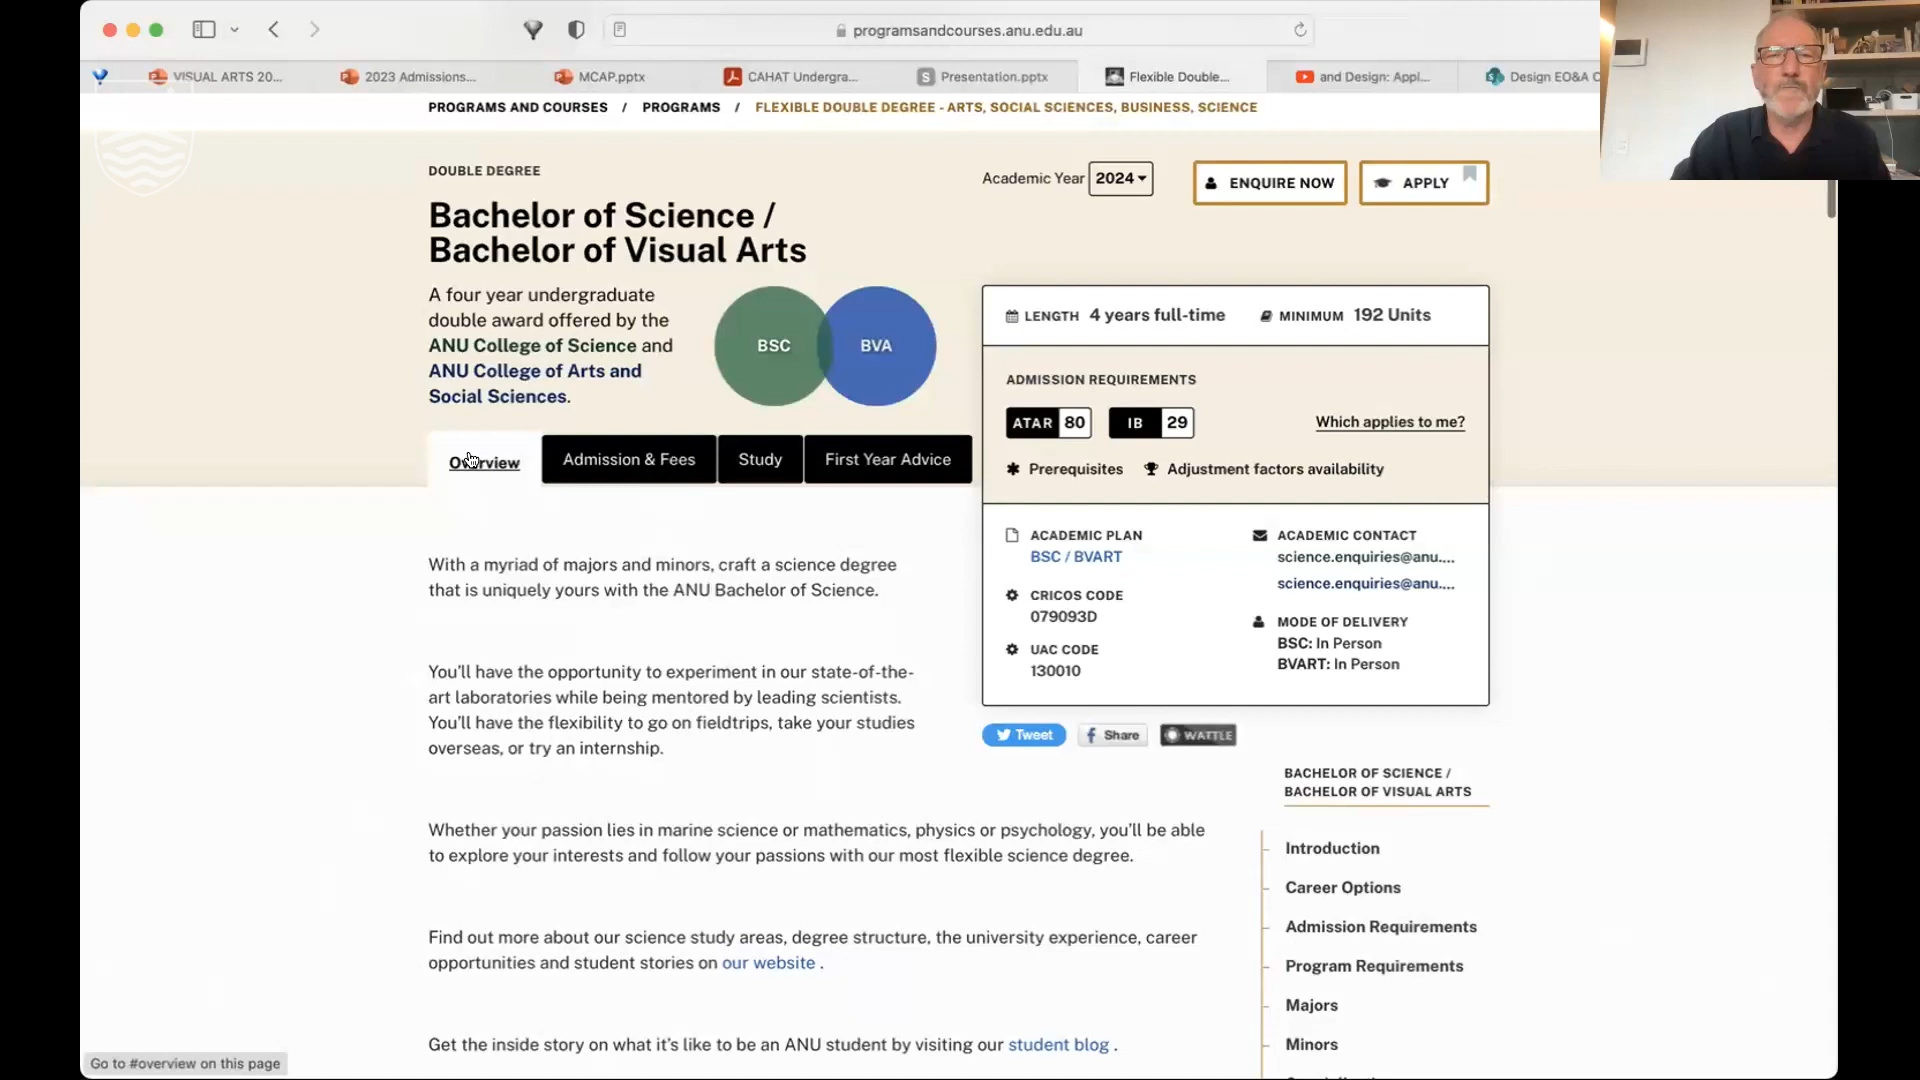 programsandcourses.anu.edu.au
VISUAL ARTS 20...
2023 Admissions...
MCAP.pptx
CAHAT Undergra...
Presentation.pptx
Flexible Double...
and Design: Appl...
Design EO&A C
PROGRAMS AND COURSES / PROGRAMS / FLEXIBLE DOUBLE DEGREE - ARTS, SOCIAL SCIENCES, BUSINESS, SCIENCE
DOUBLE DEGREE
Academic Year 2024
ENQUIRE NOW
APPLY
Bachelor of Science /
Bachelor of Visual Arts
A four year undergraduate
double award offered by the
ANU College of Science and
ANU College of Arts and
Social Sciences.
BSC
BVA
LENGTH 4 years full-time
MINIMUM 192 Units
ADMISSION REQUIREMENTS
ATAR 80
IB 29
Which applies to me?
Prerequisites
Adjustment factors availability
Overview
Admission & Fees
Study
First Year Advice
ACADEMIC PLAN
BSC / BVART
CRICOS CODE
079093D
UAC CODE
130010
ACADEMIC CONTACT
science.enquiries@anu....
science.enquiries@anu....
MODE OF DELIVERY
BSC: In Person
BVART: In Person
Tweet
Share
WATTLE
With a myriad of majors and minors, craft a science degree
that is uniquely yours with the ANU Bachelor of Science.
You'll have the opportunity to experiment in our state-of-the-
art laboratories while being mentored by leading scientists.
You'll have the flexibility to go on fieldtrips, take your studies
overseas, or try an internship.
Whether your passion lies in marine science or mathematics, physics or psychology, you'll be able
to explore your interests and follow your passions with our most flexible science degree.
Find out more about our science study areas, degree structure, the university experience, career
opportunities and student stories on our website .
Get the inside story on what it's like to be an ANU student by visiting our student blog .
BACHELOR OF SCIENCE /
BACHELOR OF VISUAL ARTS
Introduction
Career Options
Admission Requirements
Program Requirements
Majors
Minors
Go to #overview on this page